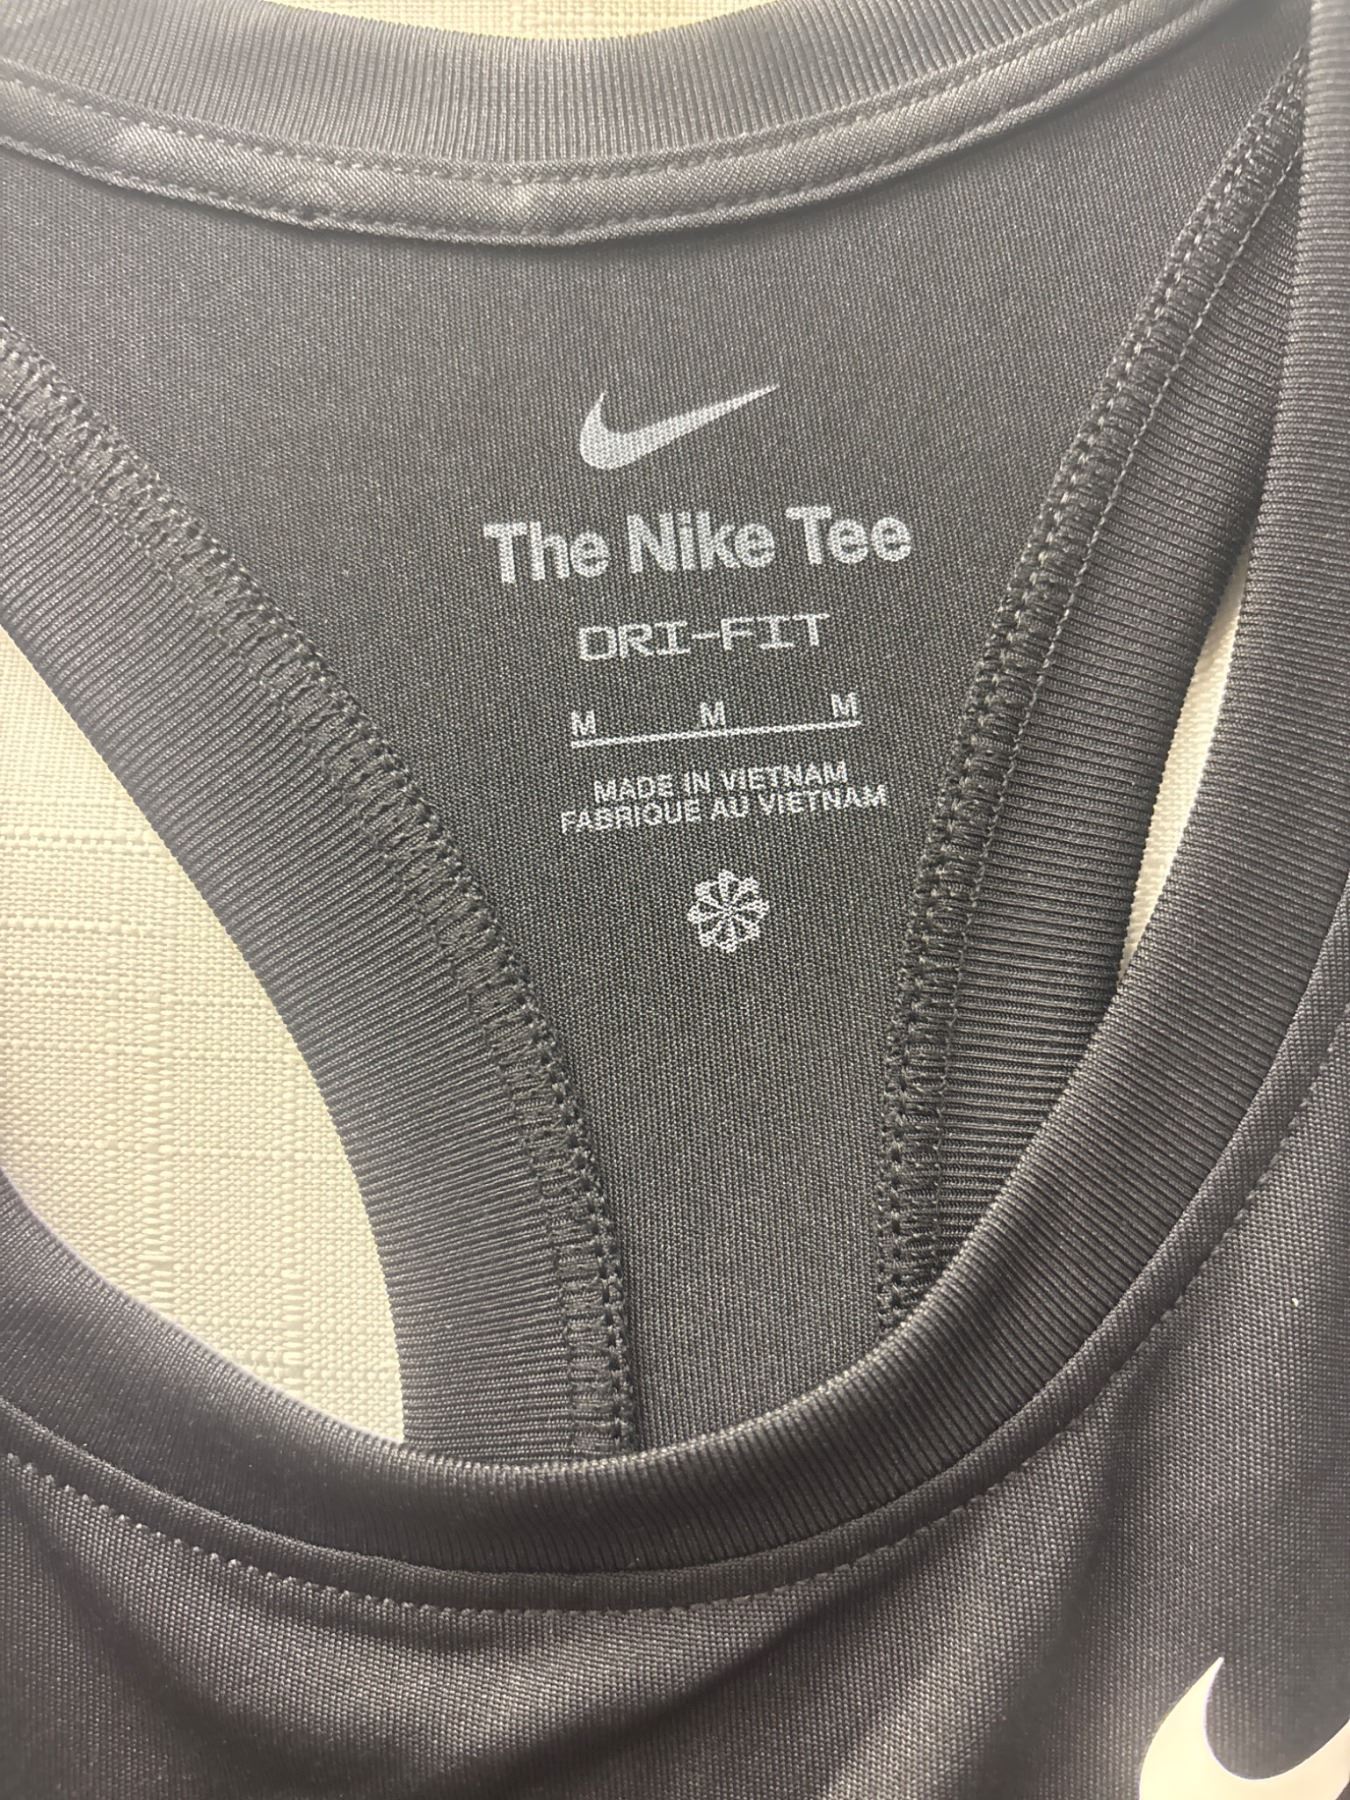 The Nike Tee
DRI-FIT
M M M
MADE IN VIETNAM
FABRIQUE AU VIETNAM